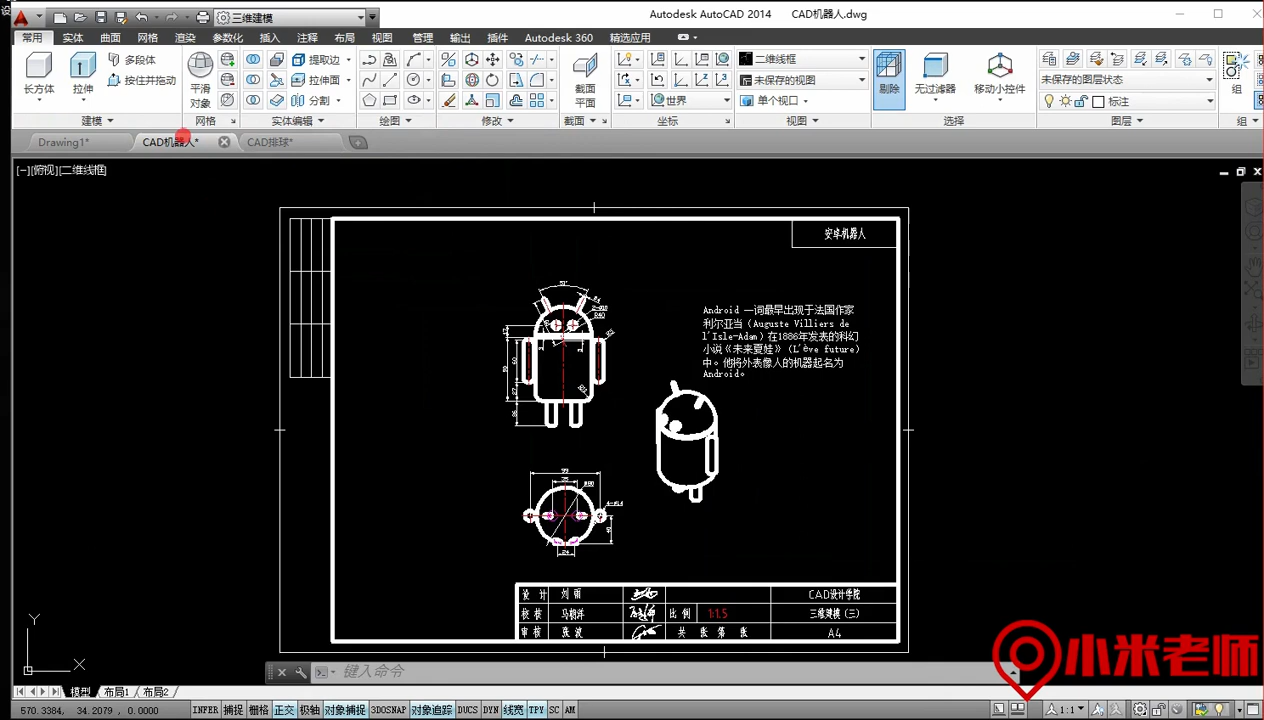 设
三维建模
Autodesk AutoCAD 2014 CAD机器人.dwg
常用 实体 曲面 网格 渲染 参数化 插入 注释 布局 视图 管理 输出 插件 Autodesk 360 精选应用
多段体
按住并拖动
长方体
拉伸
平滑
对象
提取边
拉伸面
分割
截面
平面
世界
二维线框
未保存的视图
单个视口
剔除
无过滤器
移动小控件
未保存的图层状态
标注
组
建模 网格 实体编辑 绘图 修改 截面 坐标 视图 选择 图层 组
Drawing1* CAD机器人* CAD排球*
[−][俯视][二维线框]
安卓机器人
Android 一词最早出现于法国作家
利尔亚当（Auguste Villiers de
l'Isle-Adam）在1886年发表的科幻
小说《未来夏娃》（L'ève future）
中。他将外表像人的机器起名为
Android。
99
24
设 计 刘 丽 CAD设计学院
校 核 比 例 1:1.5 三维建模（三）
审 核 张 波 共 张 第 张 A4
Y
X
键入命令
小米老师
模型 布局1 布局2
570.3384, 34.2079 , 0.0000 INFER 捕捉 栅格 正交 极轴 对象捕捉 3DOSNAP 对象追踪 DUCS DYN 线宽 TPY SC AM 1:1